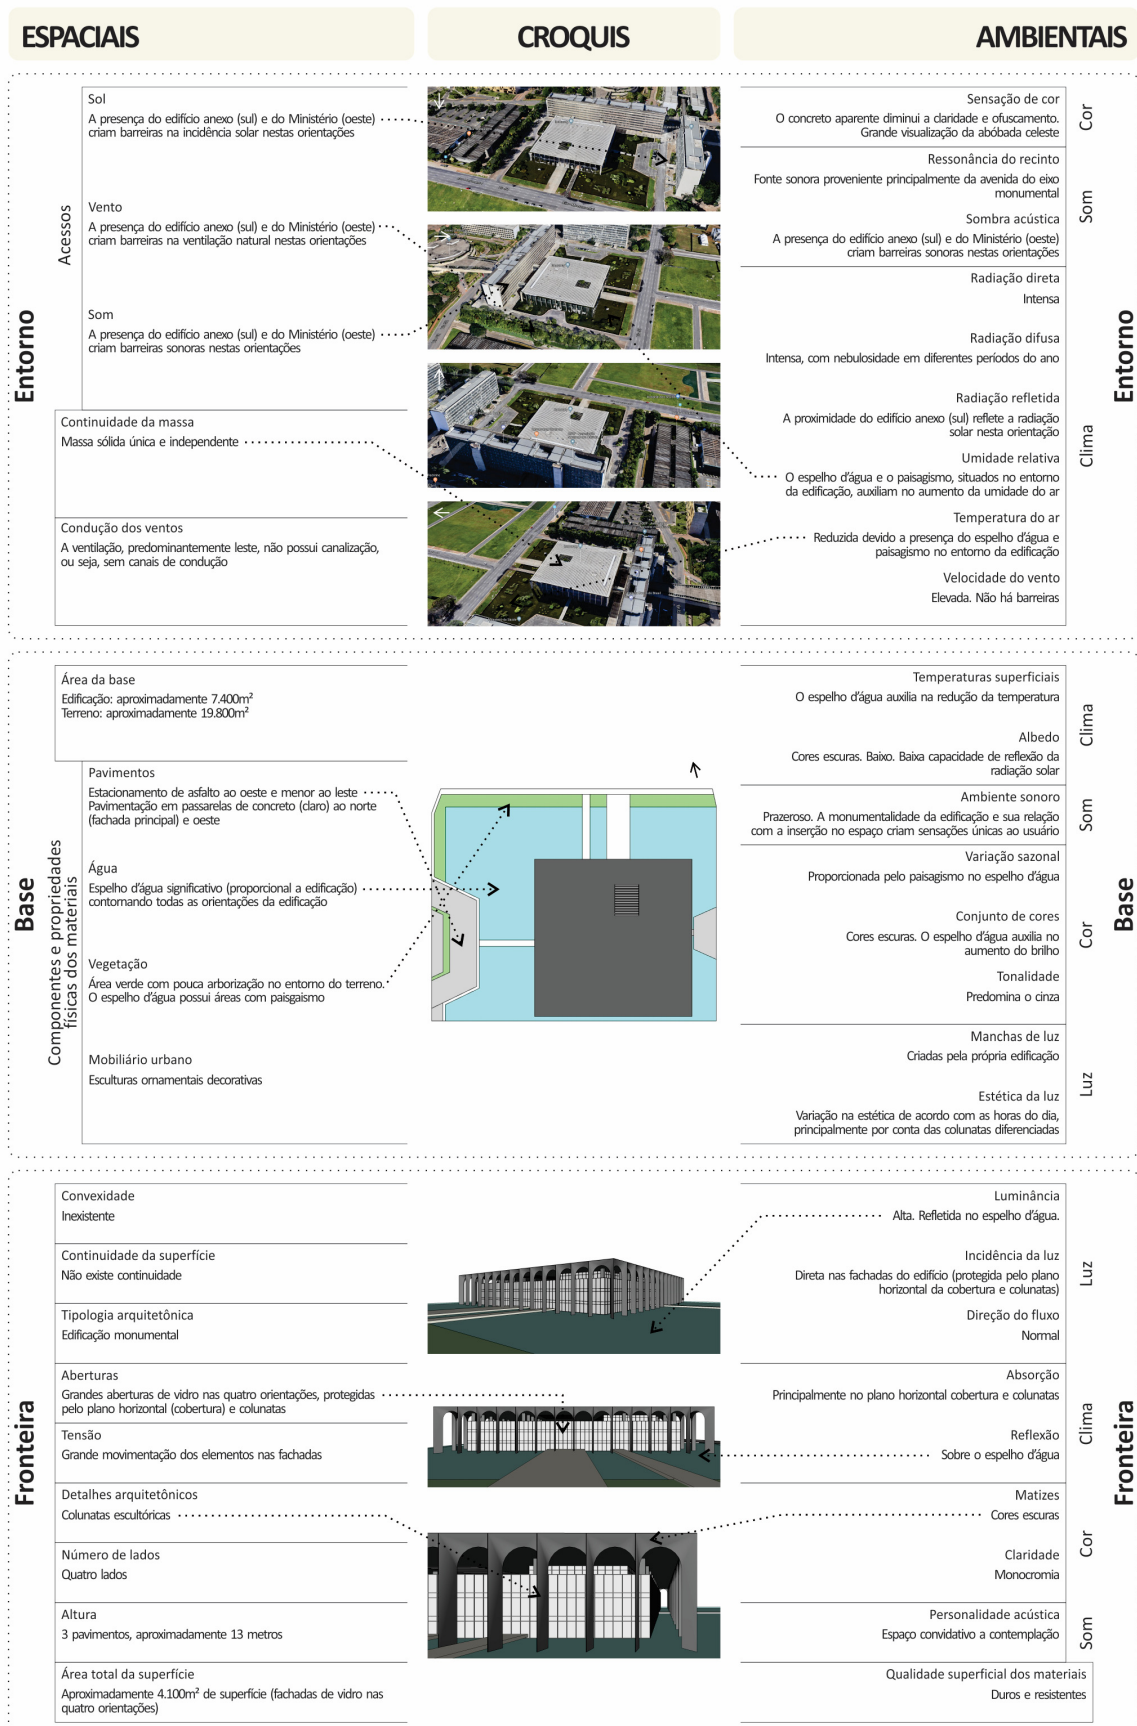 ESPACIAIS
CROQUIS
AMBIENTAIS
Entorno
Acessos
Sol
A presença do edifício anexo (sul) e do Ministério (oeste)
criam barreiras na incidência solar nestas orientações
Vento
A presença do edifício anexo (sul) e do Ministério (oeste)
criam barreiras na ventilação natural nestas orientações
Som
A presença do edifício anexo (sul) e do Ministério (oeste)
criam barreiras sonoras nestas orientações
Continuidade da massa
Massa sólida única e independente
Condução dos ventos
A ventilação, predominantemente leste, não possui canalização,
ou seja, sem canais de condução
Sensação de cor
O concreto aparente diminui a claridade e ofuscamento.
Grande visualização da abóbada celeste
Cor
Ressonância do recinto
Fonte sonora proveniente principalmente da avenida do eixo
monumental
Sombra acústica
A presença do edifício anexo (sul) e do Ministério (oeste)
criam barreiras sonoras nestas orientações
Som
Radiação direta
Intensa
Radiação difusa
Intensa, com nebulosidade em diferentes períodos do ano
Radiação refletida
A proximidade do edifício anexo (sul) reflete a radiação
solar nesta orientação
Umidade relativa
O espelho d'água e o paisagismo, situados no entorno
da edificação, auxiliam no aumento da umidade do ar
Temperatura do ar
Reduzida devido a presença do espelho d'água e
paisagismo no entorno da edificação
Velocidade do vento
Elevada. Não há barreiras
Clima
Entorno
Base
Área da base
Edificação: aproximadamente 7.400m²
Terreno: aproximadamente 19.800m²
Componentes e propriedades
físicas dos materiais
Pavimentos
Estacionamento de asfalto ao oeste e menor ao leste
Pavimentação em passarelas de concreto (claro) ao norte
(fachada principal) e oeste
Água
Espelho d'água significativo (proporcional a edificação)
contornando todas as orientações da edificação
Vegetação
Área verde com pouca arborização no entorno do terreno.
O espelho d'água possui áreas com paisgaismo
Mobiliário urbano
Esculturas ornamentais decorativas
Temperaturas superficiais
O espelho d'água auxilia na redução da temperatura
Albedo
Cores escuras. Baixo. Baixa capacidade de reflexão da
radiação solar
Clima
Ambiente sonoro
Prazeroso. A monumentalidade da edificação e sua relação
com a inserção no espaço criam sensações únicas ao usuário
Som
Variação sazonal
Proporcionada pelo paisagismo no espelho d'água
Conjunto de cores
Cores escuras. O espelho d'água auxilia no
aumento do brilho
Tonalidade
Predomina o cinza
Cor
Manchas de luz
Criadas pela própria edificação
Estética da luz
Variação na estética de acordo com as horas do dia,
principalmente por conta das colunatas diferenciadas
Luz
Base
Fronteira
Convexidade
Inexistente
Continuidade da superfície
Não existe continuidade
Tipologia arquitetônica
Edificação monumental
Aberturas
Grandes aberturas de vidro nas quatro orientações, protegidas
pelo plano horizontal (cobertura) e colunatas
Tensão
Grande movimentação dos elementos nas fachadas
Detalhes arquitetônicos
Colunatas escultóricas
Número de lados
Quatro lados
Altura
3 pavimentos, aproximadamente 13 metros
Área total da superfície
Aproximadamente 4.100m² de superfície (fachadas de vidro nas
quatro orientações)
Luminância
Alta. Refletida no espelho d'água.
Incidência da luz
Direta nas fachadas do edifício (protegida pelo plano
horizontal da cobertura e colunatas)
Direção do fluxo
Normal
Luz
Absorção
Principalmente no plano horizontal cobertura e colunatas
Reflexão
Sobre o espelho d'água
Clima
Matizes
Cores escuras
Claridade
Monocromia
Cor
Personalidade acústica
Espaço convidativo a contemplação
Som
Qualidade superficial dos materiais
Duros e resistentes
Fronteira